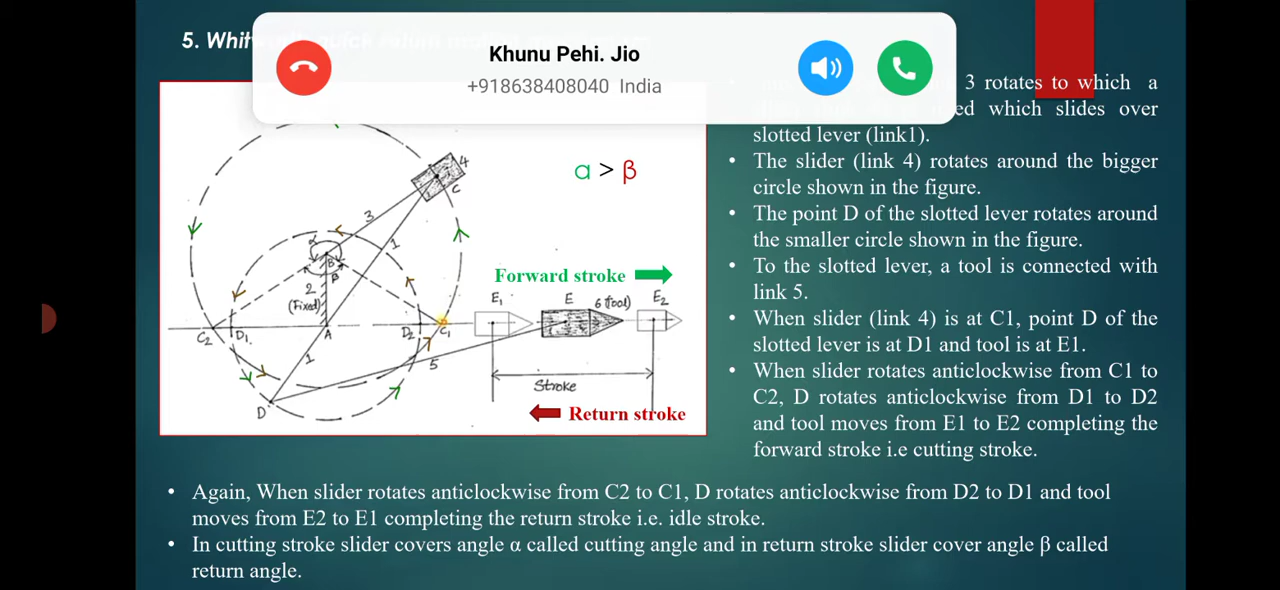 5. Whit
Khunu Pehi. Jio
+918638408040 India
3 rotates to which a
ed which slides over
slotted lever (link1).
• The slider (link 4) rotates around the bigger
circle shown in the figure.
• The point D of the slotted lever rotates around
the smaller circle shown in the figure.
• To the slotted lever, a tool is connected with
link 5.
• When slider (link 4) is at C1, point D of the
slotted lever is at D1 and tool is at E1.
• When slider rotates anticlockwise from C1 to
C2, D rotates anticlockwise from D1 to D2
and tool moves from E1 to E2 completing the
forward stroke i.e cutting stroke.
α > β
4
C
3
1
α
B
β
2
(Fixed)
Forward stroke
E1 E 6 (Tool) E2
C2 D1 A D2 C1
1
5
D
Stroke
Return stroke
• Again, When slider rotates anticlockwise from C2 to C1, D rotates anticlockwise from D2 to D1 and tool
moves from E2 to E1 completing the return stroke i.e. idle stroke.
• In cutting stroke slider covers angle α called cutting angle and in return stroke slider cover angle β called
return angle.